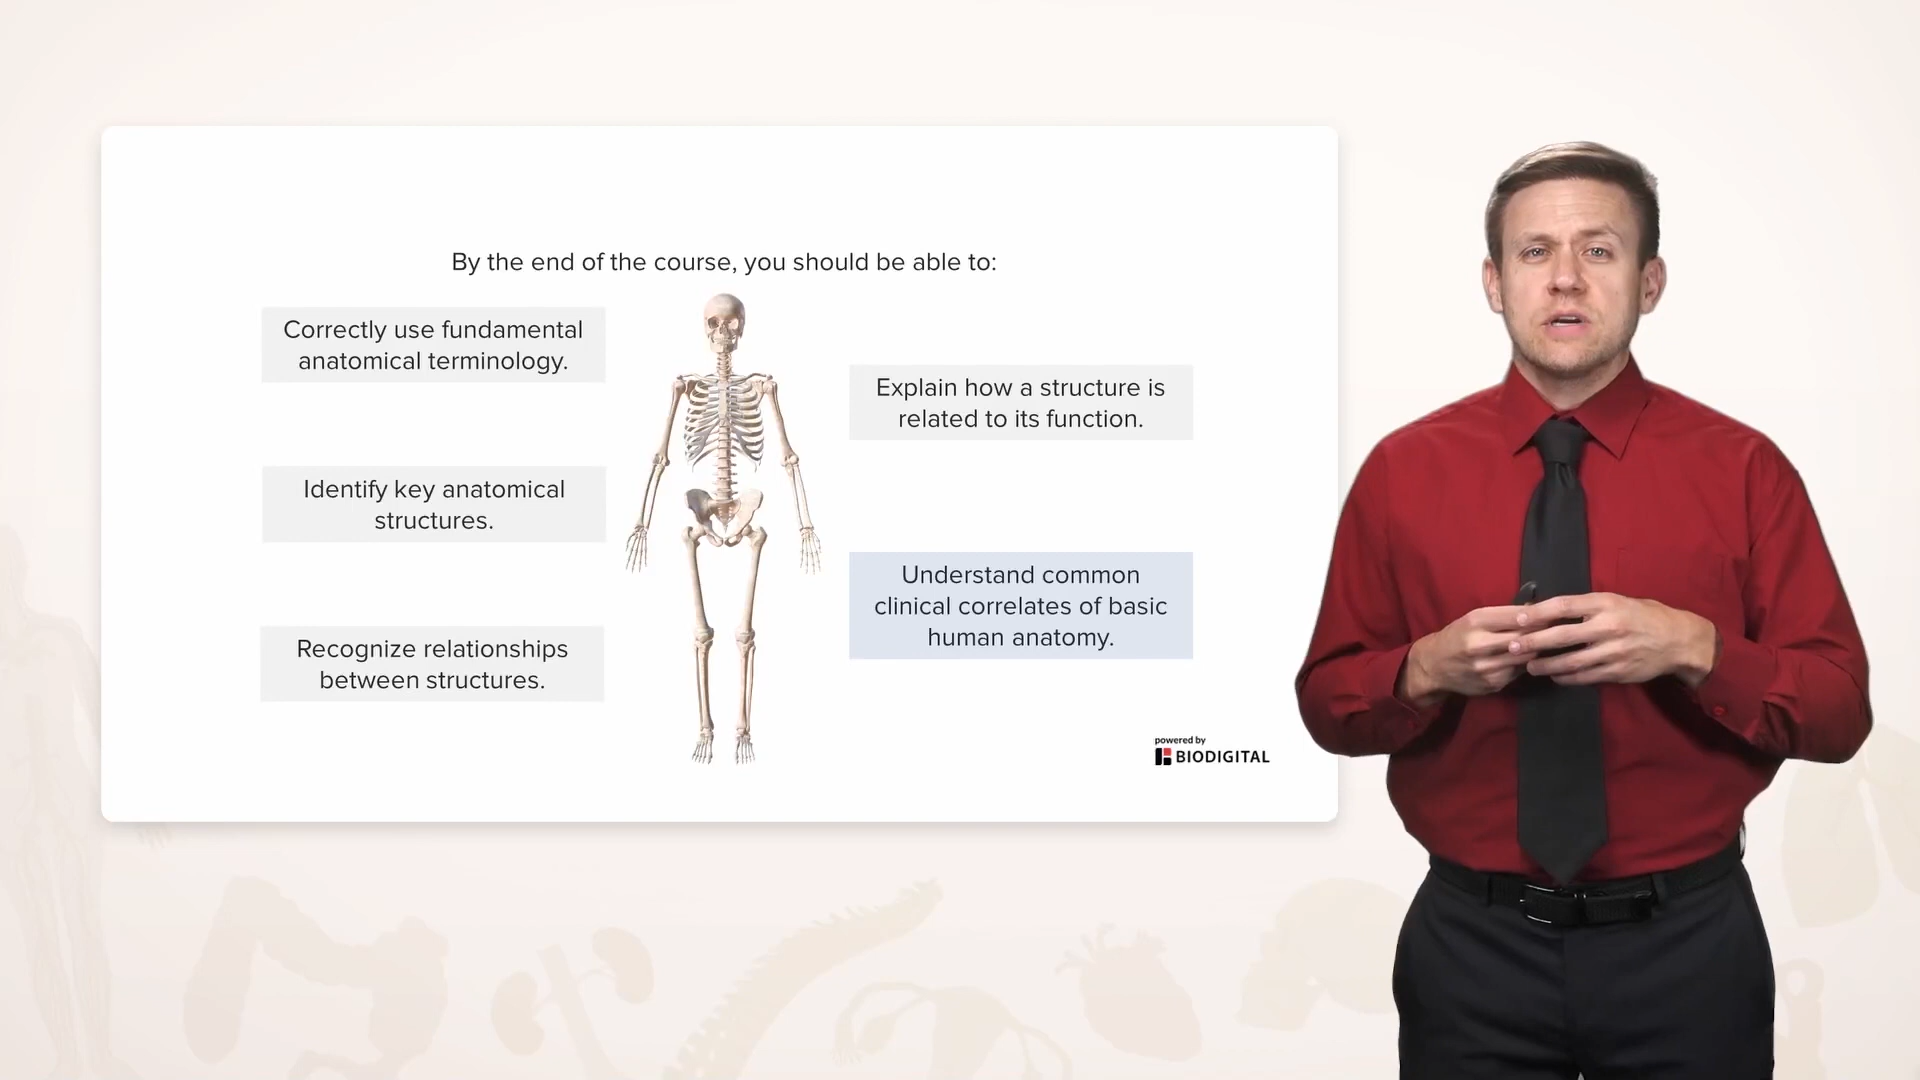 By the end of the course, you should be able to:
Correctly use fundamental
anatomical terminology.
Identify key anatomical
structures.
Recognize relationships
between structures.
Explain how a structure is
related to its function.
Understand common
clinical correlates of basic
human anatomy.
powered by
BIODIGITAL